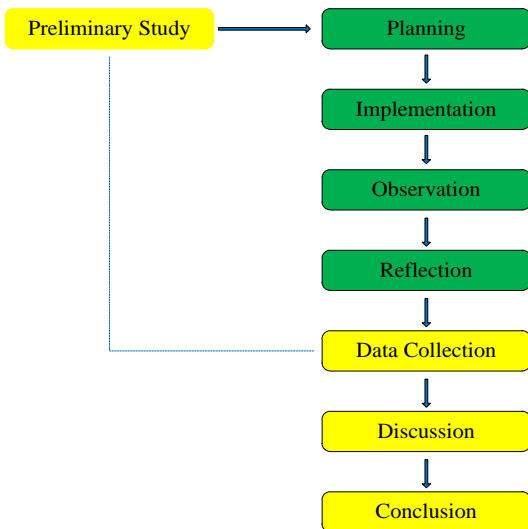 Preliminary Study
Planning
Implementation
Observation
Reflection
Data Collection
Discussion
Conclusion